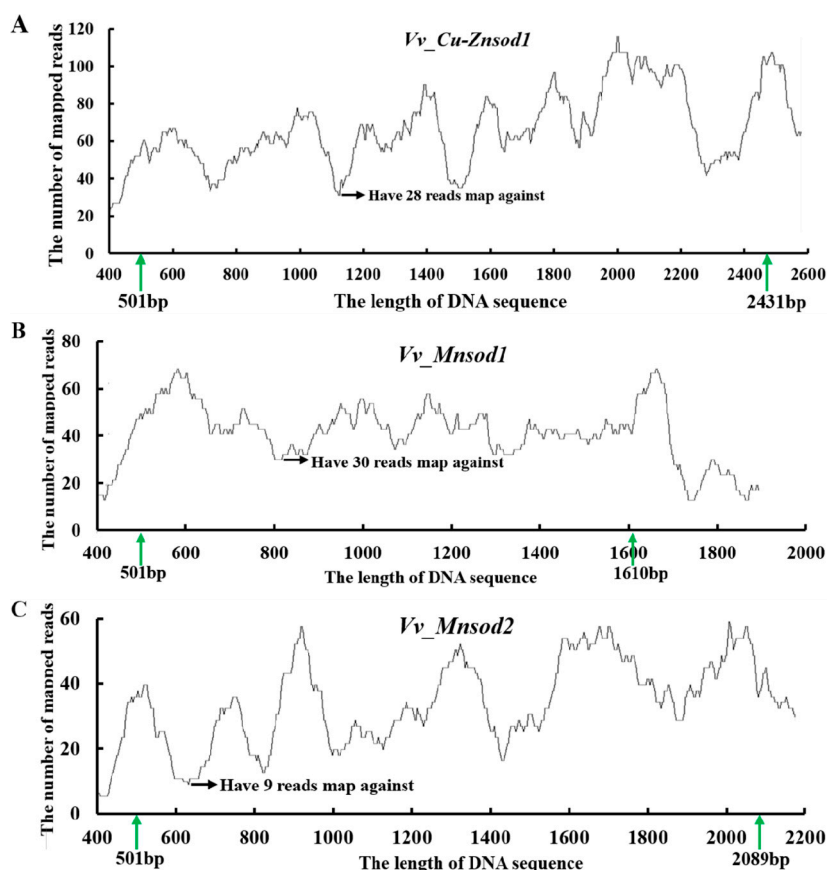 A
Vv_Cu-Znsod1
The number of mapped reads
120
100
80
60
40
20
0
Have 28 reads map against
400 600 800 1000 1200 1400 1600 1800 2000 2200 2400 2600
501bp
The length of DNA sequence
2431bp
B
Vv_Mnsod1
The number of mapped reads
80
60
40
20
0
Have 30 reads map against
400 600 800 1000 1200 1400 1600 1800 2000
501bp
The length of DNA sequence
1610bp
C
Vv_Mnsod2
The number of mapped reads
60
40
20
0
Have 9 reads map against
400 600 800 1000 1200 1400 1600 1800 2000 2200
501bp
The length of DNA sequence
2089bp